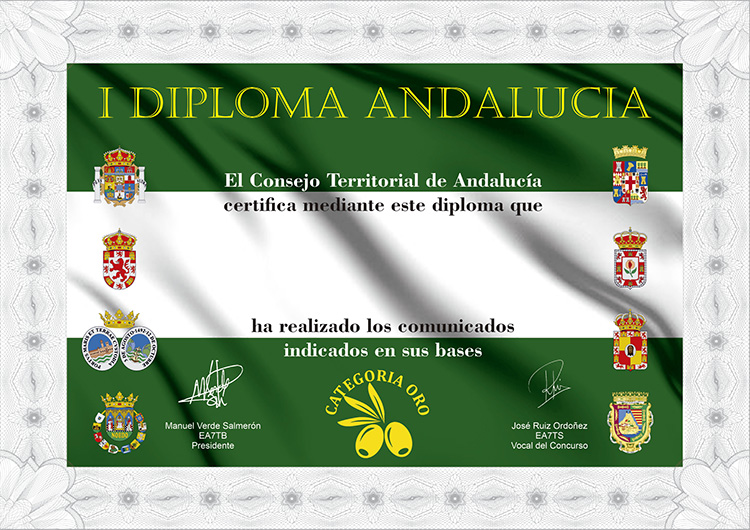 I DIPLOMA ANDALUCIA
El Consejo Territorial de Andalucía
certifica mediante este diploma que
ha realizado los comunicados
indicados en sus bases
CATEGORIA ORO
Manuel Verde Salmerón
EA7TB
Presidente
José Ruiz Ordoñez
EA7TS
Vocal del Concurso